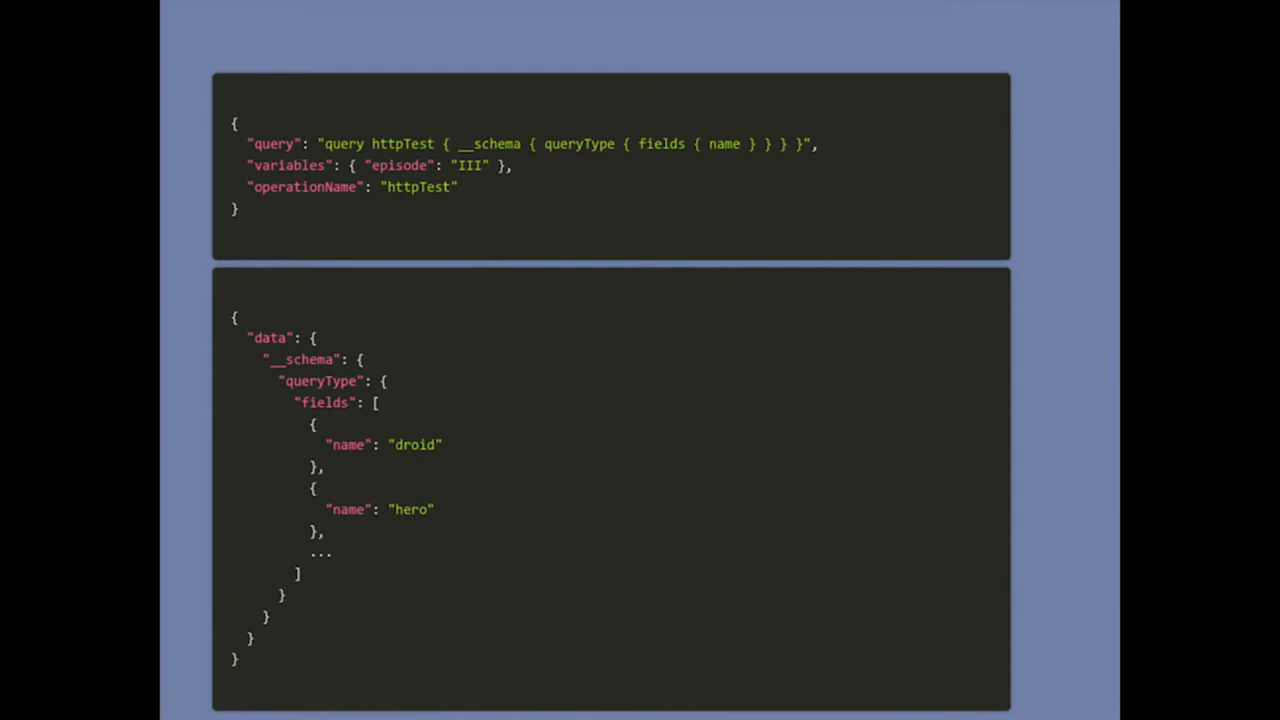 {
  "query": "query httpTest { __schema { queryType { fields { name } } } }",
  "variables": { "episode": "III" },
  "operationName": "httpTest"
}
{
  "data": {
    "__schema": {
      "queryType": {
        "fields": [
          {
            "name": "droid"
          },
          {
            "name": "hero"
          },
          ...
        ]
      }
    }
  }
}